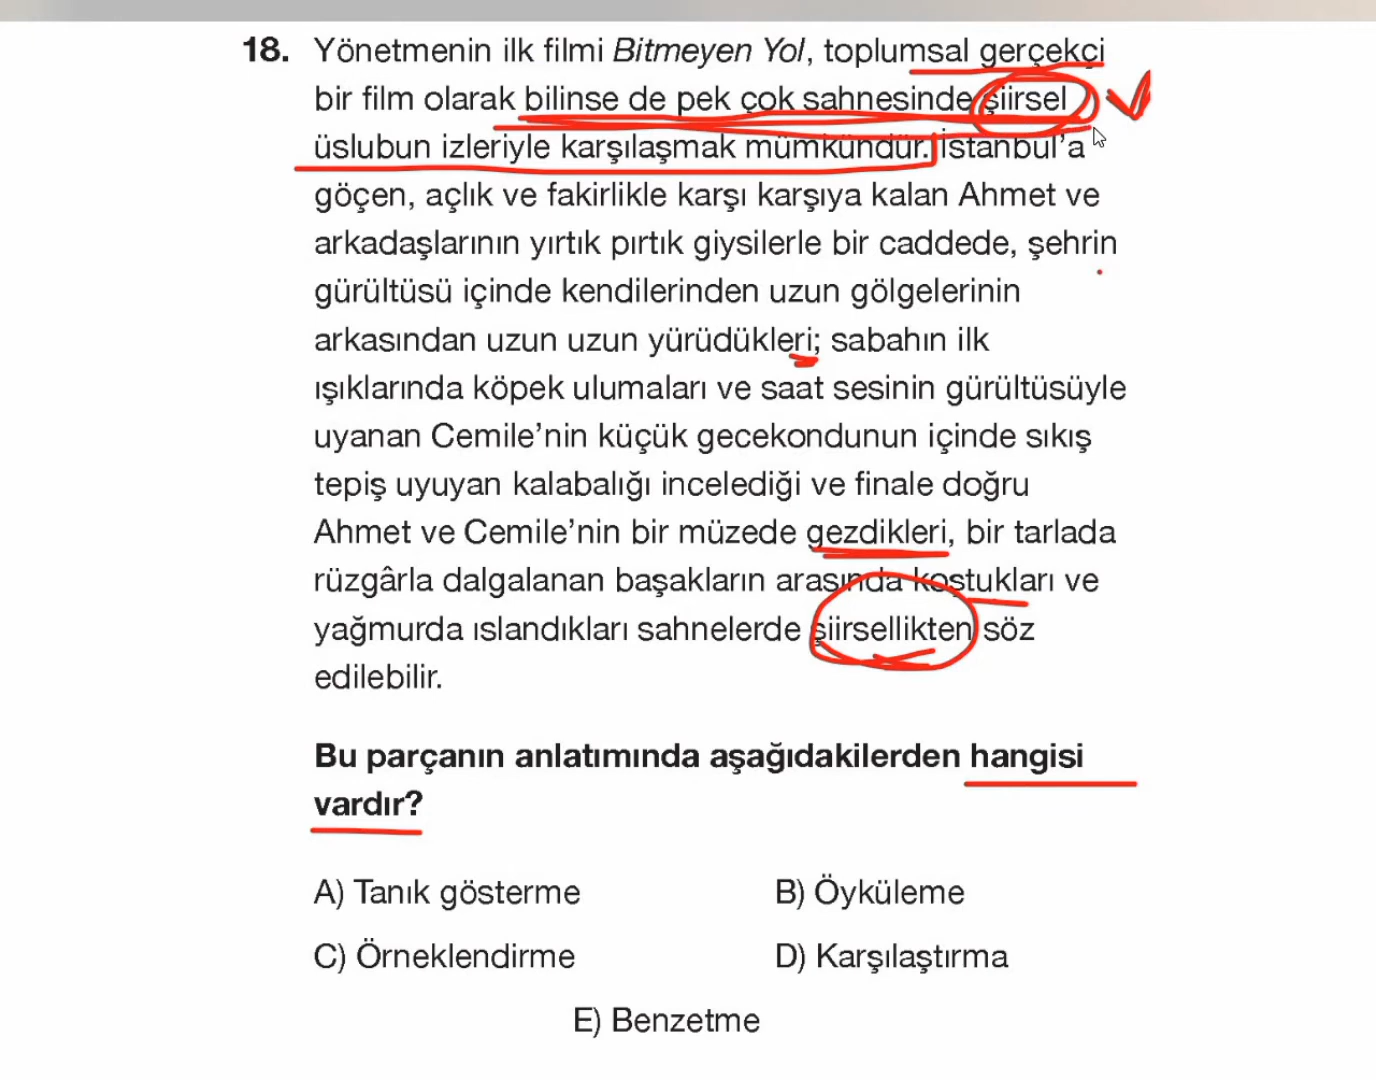 18. Yönetmenin ilk filmi Bitmeyen Yol, toplumsal gerçekçi
bir film olarak bilinse de pek çok sahnesinde şiirsel
üslubun izleriyle karşılaşmak mümkündür. İstanbul'a
göçen, açlık ve fakirlikle karşı karşıya kalan Ahmet ve
arkadaşlarının yırtık pırtık giysilerle bir caddede, şehrin
gürültüsü içinde kendilerinden uzun gölgelerinin
arkasından uzun uzun yürüdükleri; sabahın ilk
ışıklarında köpek ulumaları ve saat sesinin gürültüsüyle
uyanan Cemile'nin küçük gecekondunun içinde sıkış
tepiş uyuyan kalabalığı incelediği ve finale doğru
Ahmet ve Cemile'nin bir müzede gezdikleri, bir tarlada
rüzgârla dalgalanan başakların arasında koştukları ve
yağmurda ıslandıkları sahnelerde şiirsellikten söz
edilebilir.
Bu parçanın anlatımında aşağıdakilerden hangisi
vardır?
A) Tanık gösterme B) Öyküleme
C) Örneklendirme D) Karşılaştırma
E) Benzetme